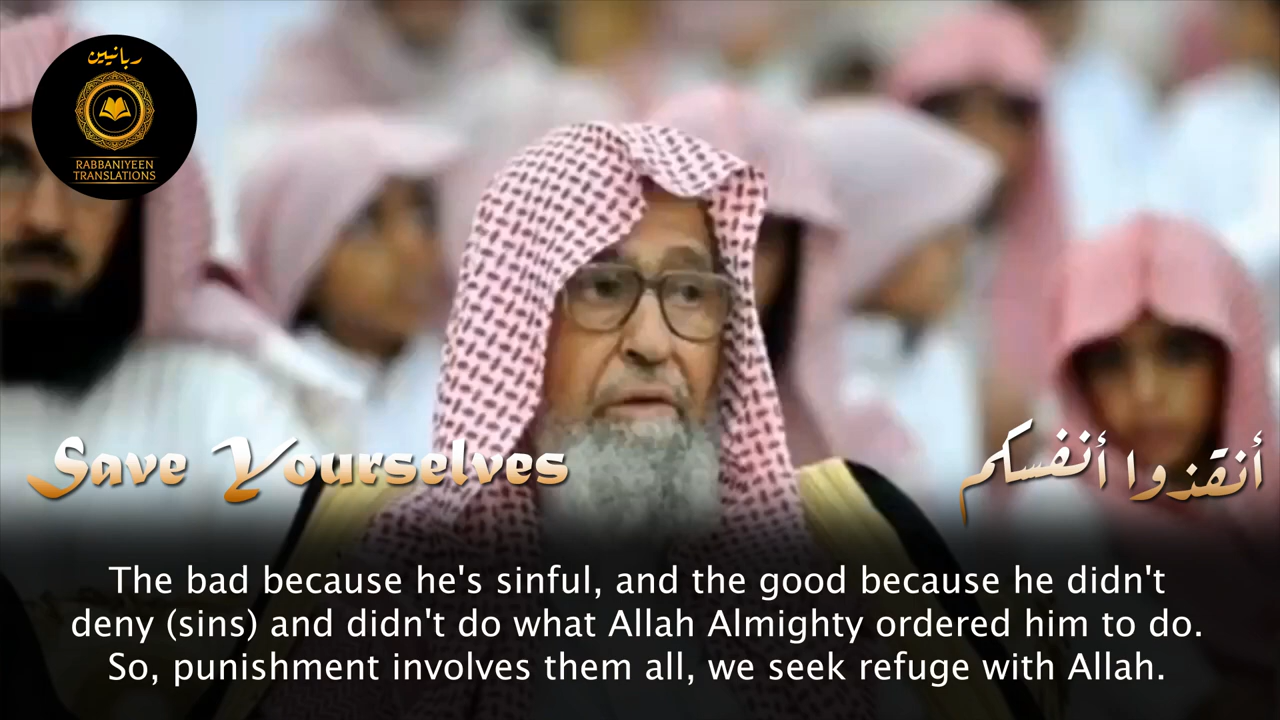 ربانيين
RABBANIYEEN
TRANSLATIONS
Save Yourselves
أنقذوا أنفسكم
The bad because he's sinful, and the good because he didn't
deny (sins) and didn't do what Allah Almighty ordered him to do.
So, punishment involves them all, we seek refuge with Allah.